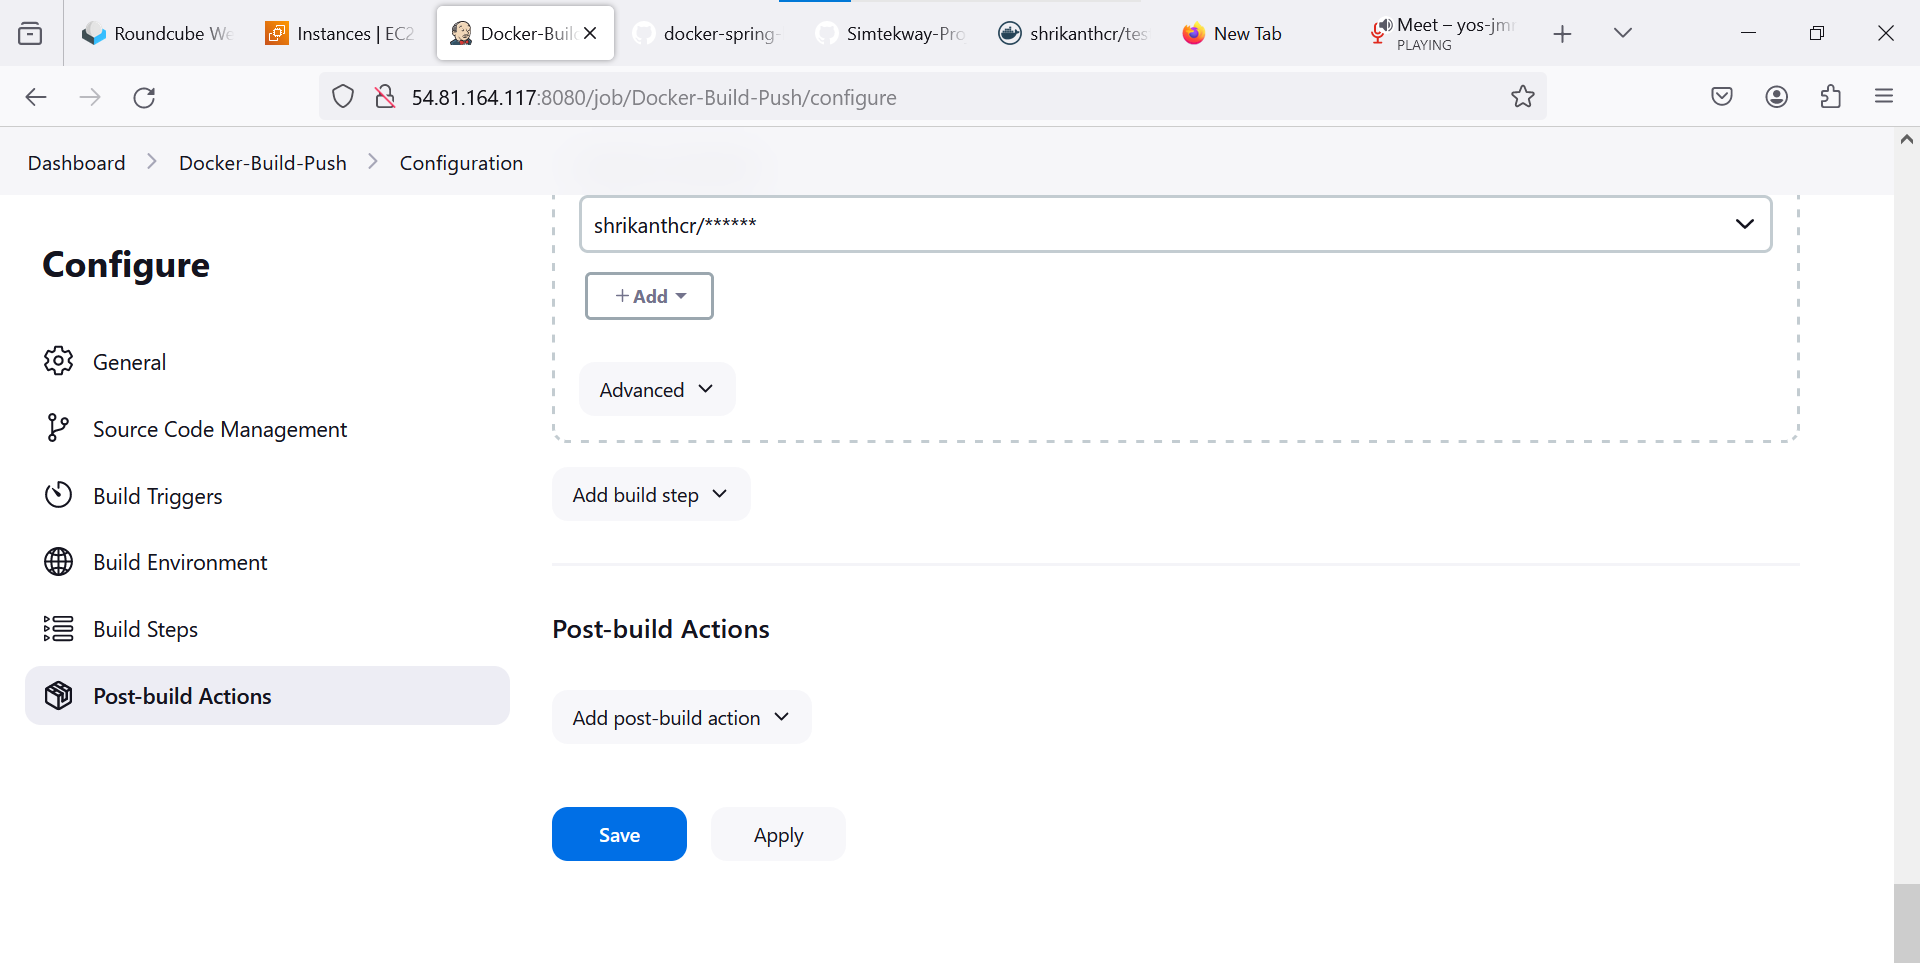 Roundcube We
Instances | EC2
Docker-Buil
docker-spring-
Simtekway-Pro
shrikanthcr/tes
New Tab
Meet – yos-jm
PLAYING
54.81.164.117:8080/job/Docker-Build-Push/configure
Dashboard
Docker-Build-Push
Configuration
Configure
General
Source Code Management
Build Triggers
Build Environment
Build Steps
Post-build Actions
shrikanthcr/******
+ Add
Advanced
Add build step
Post-build Actions
Add post-build action
Save
Apply